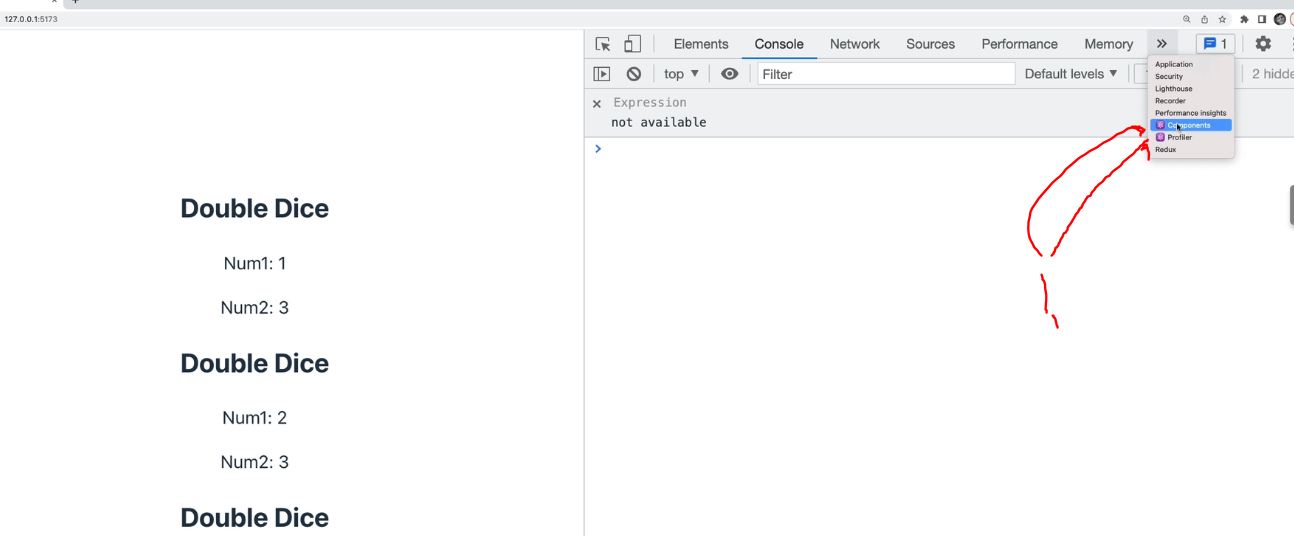 127.0.0.1:5173
Elements Console Network Sources Performance Memory 1
top Filter Default levels
Application
Security
Lighthouse
Recorder
Performance insights
Components
Profiler
Redux
Expression
not available
Double Dice
Num1: 1
Num2: 3
Double Dice
Num1: 2
Num2: 3
Double Dice